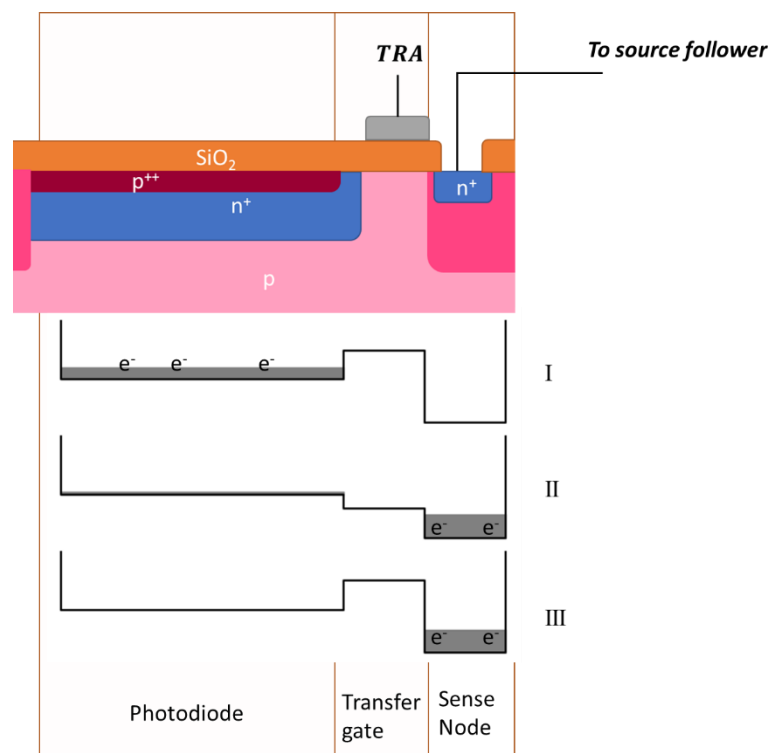 TRA
To source follower
SiO₂
p⁺⁺
n⁺
n⁺
p
e⁻ e⁻ e⁻
I
II
e⁻ e⁻
III
e⁻ e⁻
Photodiode
Transfer
gate
Sense
Node